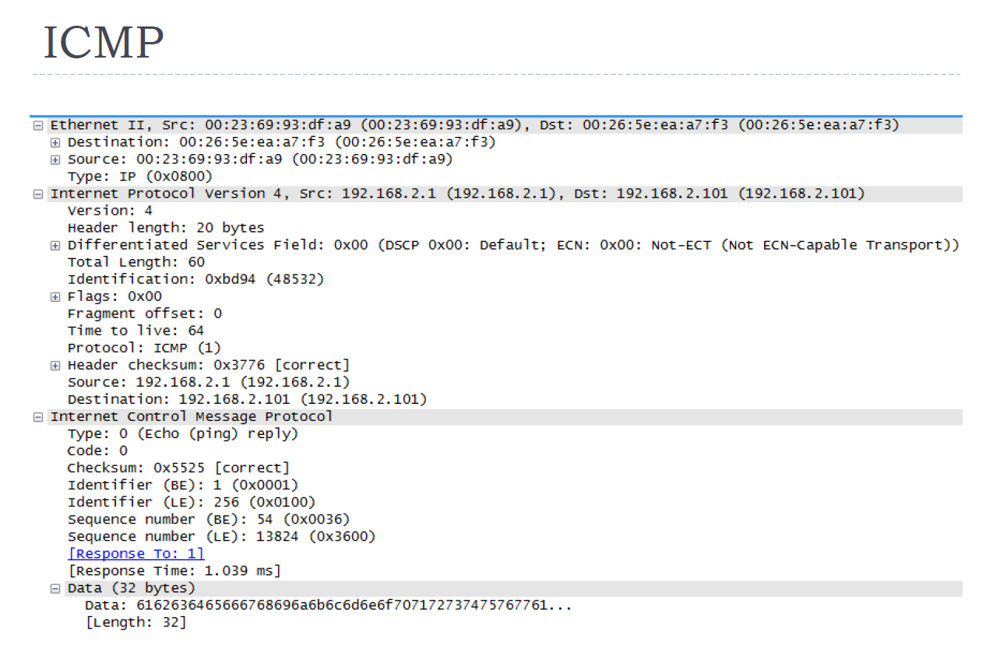 ICMP
Ethernet II, Src: 00:23:69:93:df:a9 (00:23:69:93:df:a9), Dst: 00:26:5e:ea:a7:f3 (00:26:5e:ea:a7:f3)
Destination: 00:26:5e:ea:a7:f3 (00:26:5e:ea:a7:f3)
Source: 00:23:69:93:df:a9 (00:23:69:93:df:a9)
Type: IP (0x0800)
Internet Protocol Version 4, Src: 192.168.2.1 (192.168.2.1), Dst: 192.168.2.101 (192.168.2.101)
Version: 4
Header length: 20 bytes
Differentiated Services Field: 0x00 (DSCP 0x00: Default; ECN: 0x00: Not-ECT (Not ECN-Capable Transport))
Total Length: 60
Identification: 0xbd94 (48532)
Flags: 0x00
Fragment offset: 0
Time to live: 64
Protocol: ICMP (1)
Header checksum: 0x3776 [correct]
Source: 192.168.2.1 (192.168.2.1)
Destination: 192.168.2.101 (192.168.2.101)
Internet Control Message Protocol
Type: 0 (Echo (ping) reply)
Code: 0
Checksum: 0x5525 [correct]
Identifier (BE): 1 (0x0001)
Identifier (LE): 256 (0x0100)
Sequence number (BE): 54 (0x0036)
Sequence number (LE): 13824 (0x3600)
[Response To: 1]
[Response Time: 1.039 ms]
Data (32 bytes)
Data: 6162636465666768696a6b6c6d6e6f707172737475767761...
[Length: 32]